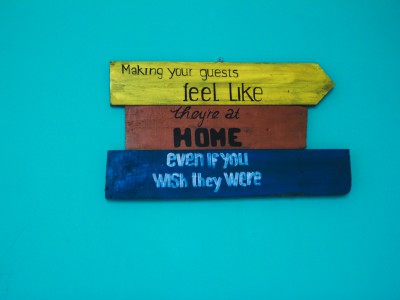 Making your guests
feel like
theyre at
HOME
even if you
wish they were